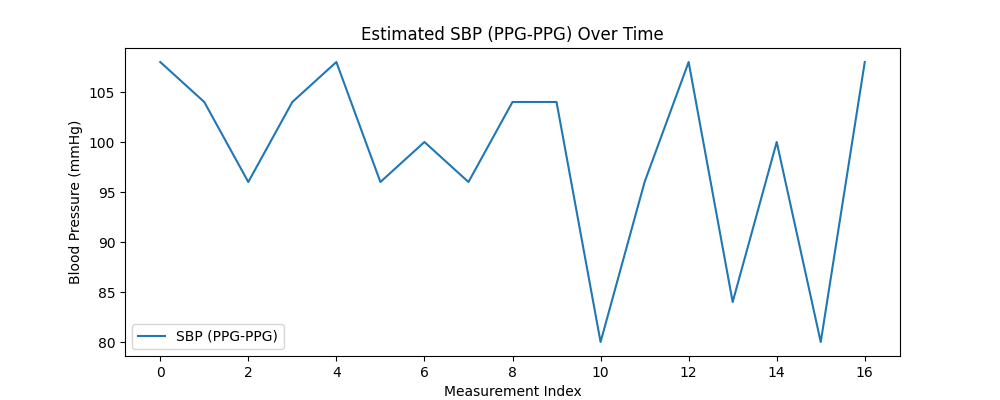 Estimated SBP (PPG-PPG) Over Time
Blood Pressure (mmHg)
105
100
95
90
85
80
SBP (PPG-PPG)
0 2 4 6 8 10 12 14 16
Measurement Index